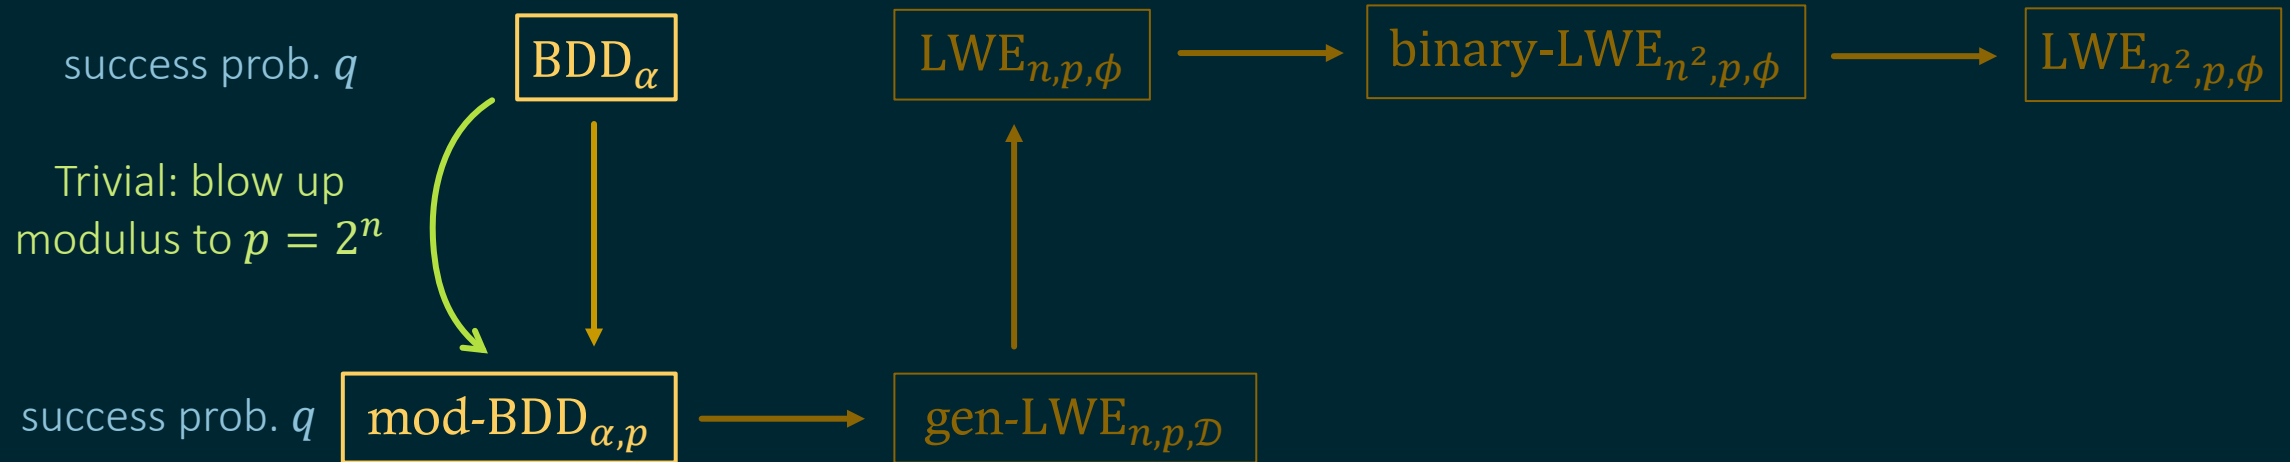 success prob. q
BDD_α
LWE_{n,p,ϕ}
binary-LWE_{n²,p,ϕ}
LWE_{n²,p,ϕ}
Trivial: blow up
modulus to p = 2ⁿ
success prob. q
mod-BDD_{α,p}
gen-LWE_{n,p,𝒟}